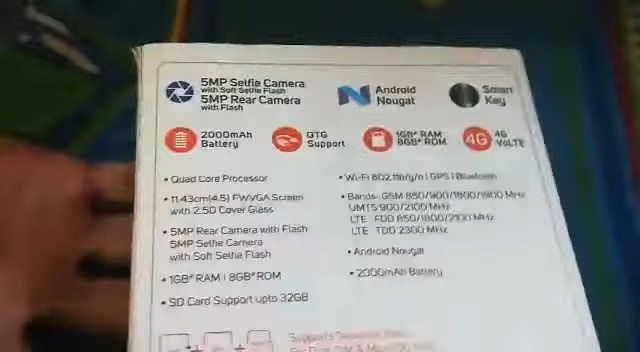 5MP Selfie Camera
with Soft Selfie Flash
5MP Rear Camera
with Flash
Android
Nougat
Smart
Key
2000mAh
Battery
OTG
Support
1GB* RAM
8GB* ROM
4G
4G
VoLTE
• Quad Core Processor
• 11.43cm(4.5) FWVGA Screen
with 2.5D Cover Glass
• 5MP Rear Camera with Flash
5MP Selfie Camera
with Soft Selfie Flash
• 1GB* RAM | 8GB* ROM
• SD Card Support upto 32GB
• Wi-Fi 802.11b/g/n | GPS | Bluetooth
• Bands: GSM 850/900/1800/1900 MHz
UMTS 900/2100 MHz
LTE FDD 850/1800/2100 MHz
LTE TDD 2300 MHz
• Android Nougat
• 2000mAh Battery
Supports